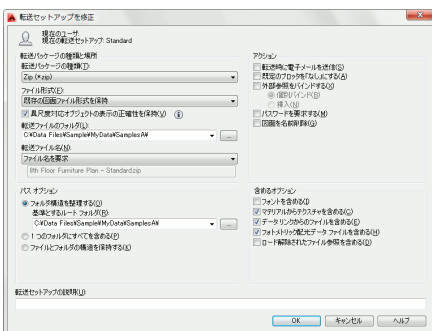 転送セットアップを修正
現在のユーザ:
現在の転送セットアップ: Standard
転送パッケージの種類と場所
転送パッケージの種類(T):
Zip (*.zip)
ファイル形式(F):
既存の図面ファイル形式を保持
異尺度対応オブジェクトの表示の正確性を保持(V)
転送ファイルのフォルダ(L):
C:¥Data Files¥Sample¥MyData¥Samples A¥
転送ファイル名(N):
ファイル名を要求
9th Floor Furniture Plan - Standard.zip
パス オプション
フォルダ構造を整理する(O)
基準とするルート フォルダ(R):
C:¥Data Files¥Sample¥MyData¥Samples A¥
1 つのフォルダにすべてを含める(P)
ファイルとフォルダの構造を保持する(K)
アクション
転送時に電子メールを送信(S)
既定のプロッタを「なし」にする(A)
外部参照をバインドする(X)
個別バインド(B)
挿入(N)
パスワードを要求する(M)
図面を名前削除(G)
含めるオプション
フォントを含める(I)
マテリアルからテクスチャを含める(C)
データ リンクからのファイルを含める(E)
フォトメトリック配光データ ファイルを含める(H)
ロード解除されたファイル参照を含める(D)
転送セットアップの説明(U):
OK
キャンセル
ヘルプ